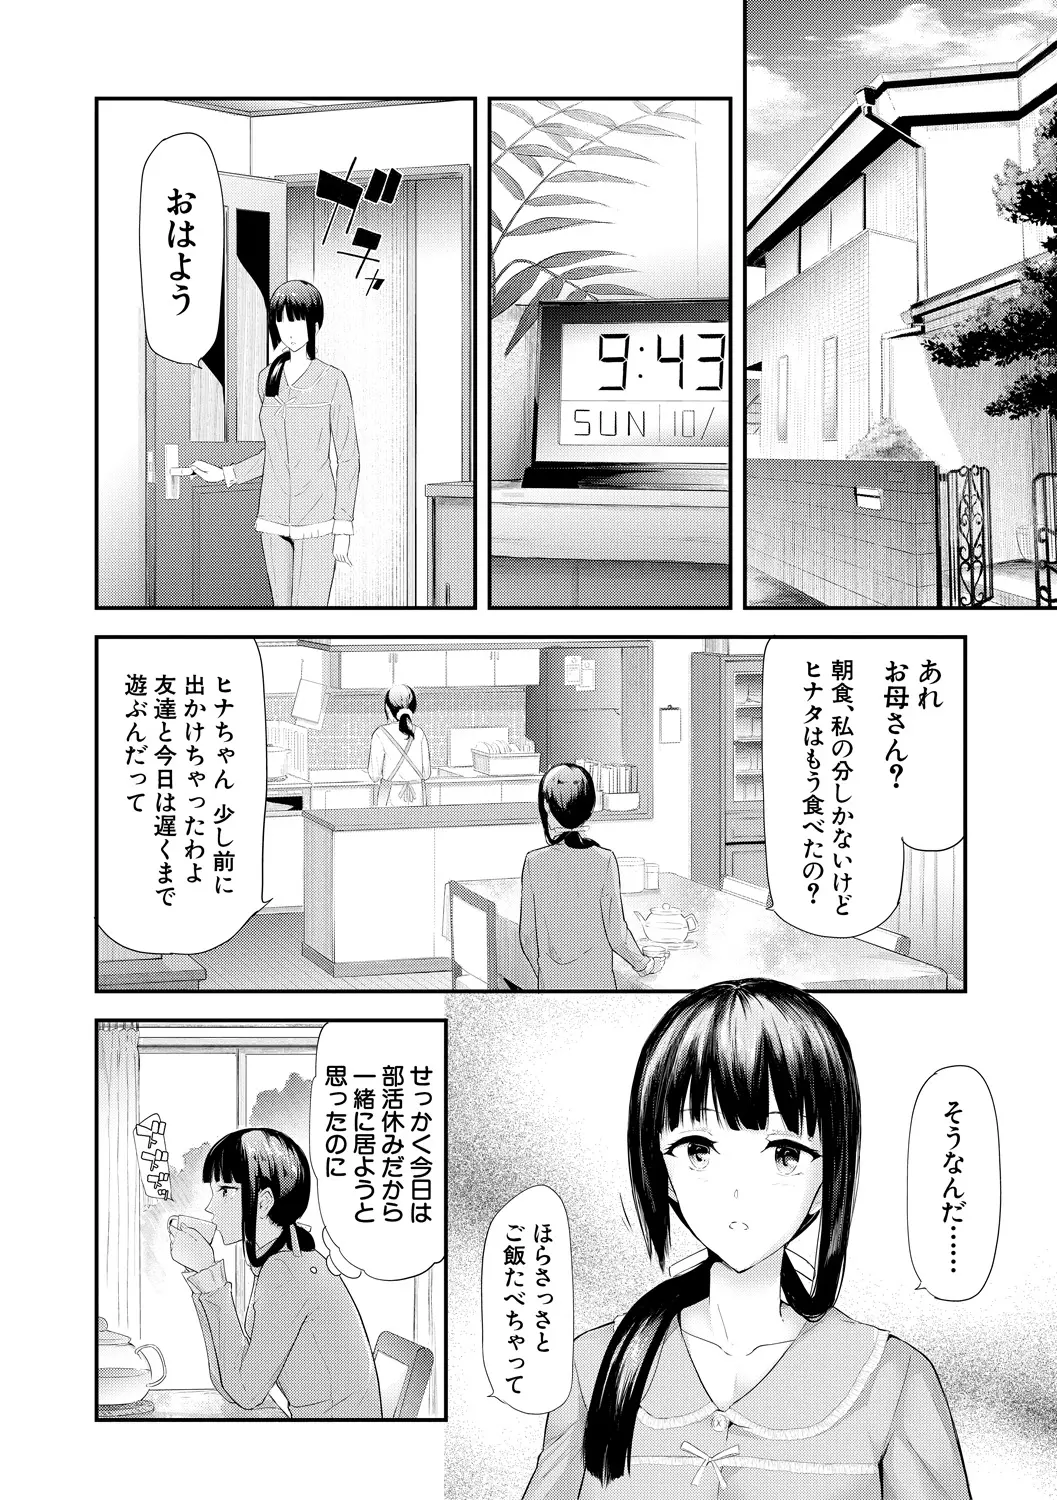 9:43
SUN 10/
ガチャ
おはよう
あれ
お母さん?
朝食、私の分しかないけど
ヒナタはもう食べたの?
ヒナちゃん 少し前に
出かけちゃったわよ
友達と今日は遅くまで
遊ぶんだって
そうなんだ……
ほらさっさと
ご飯たべちゃって
せっかく今日は
部活休みだから
一緒に居ようと
思ったのに